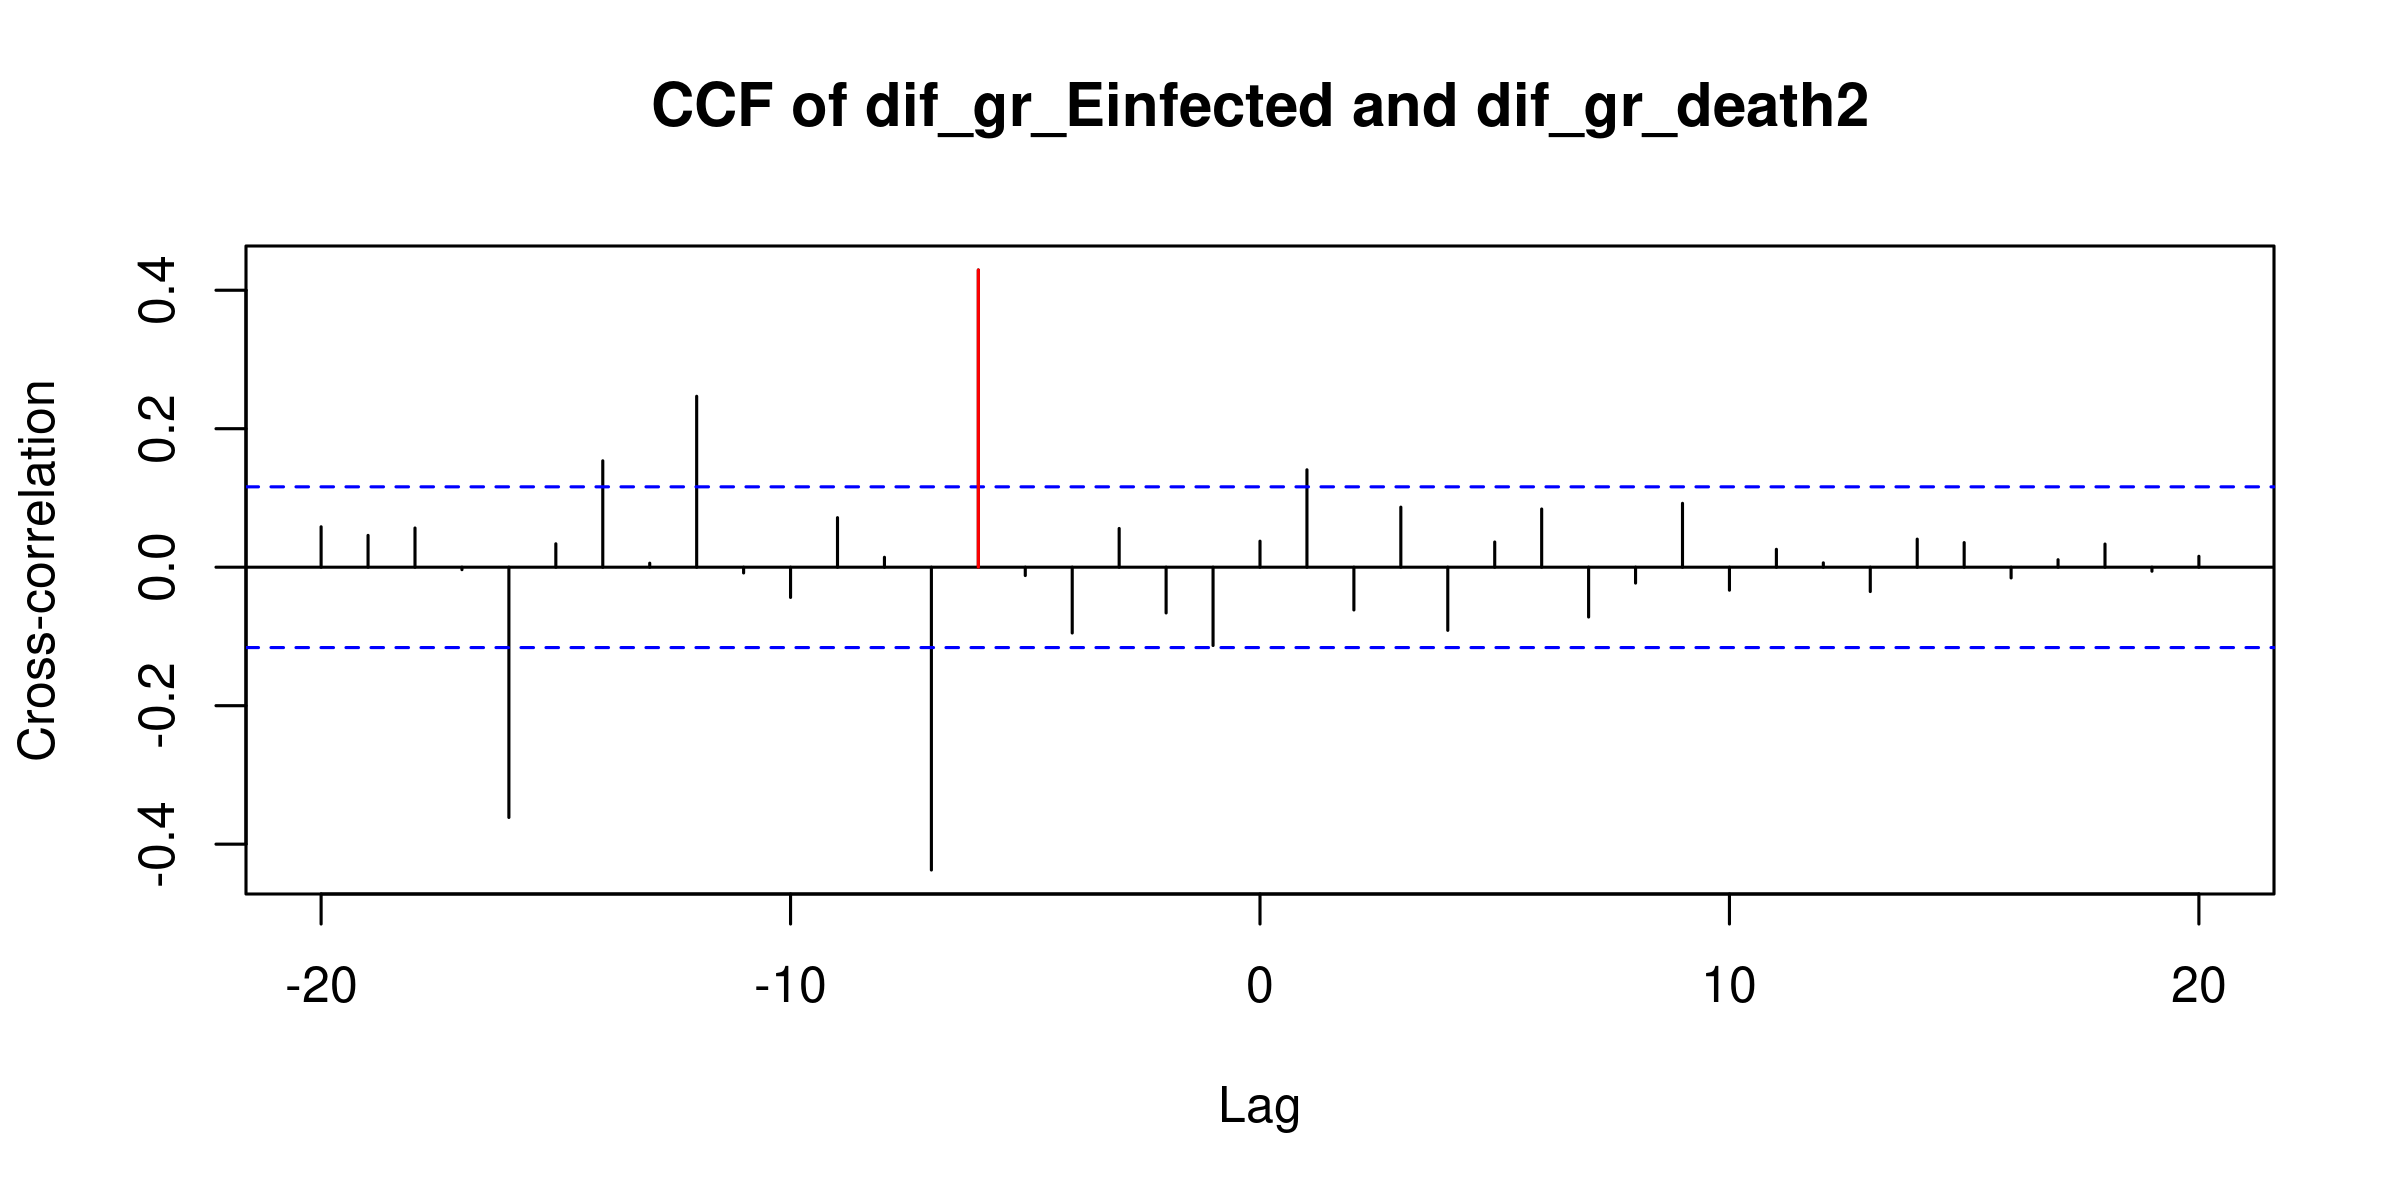 CCF of dif_gr_Einfected and dif_gr_death2
Cross-correlation
0.4
0.2
0.0
-0.2
-0.4
-20 -10 0 10 20
Lag